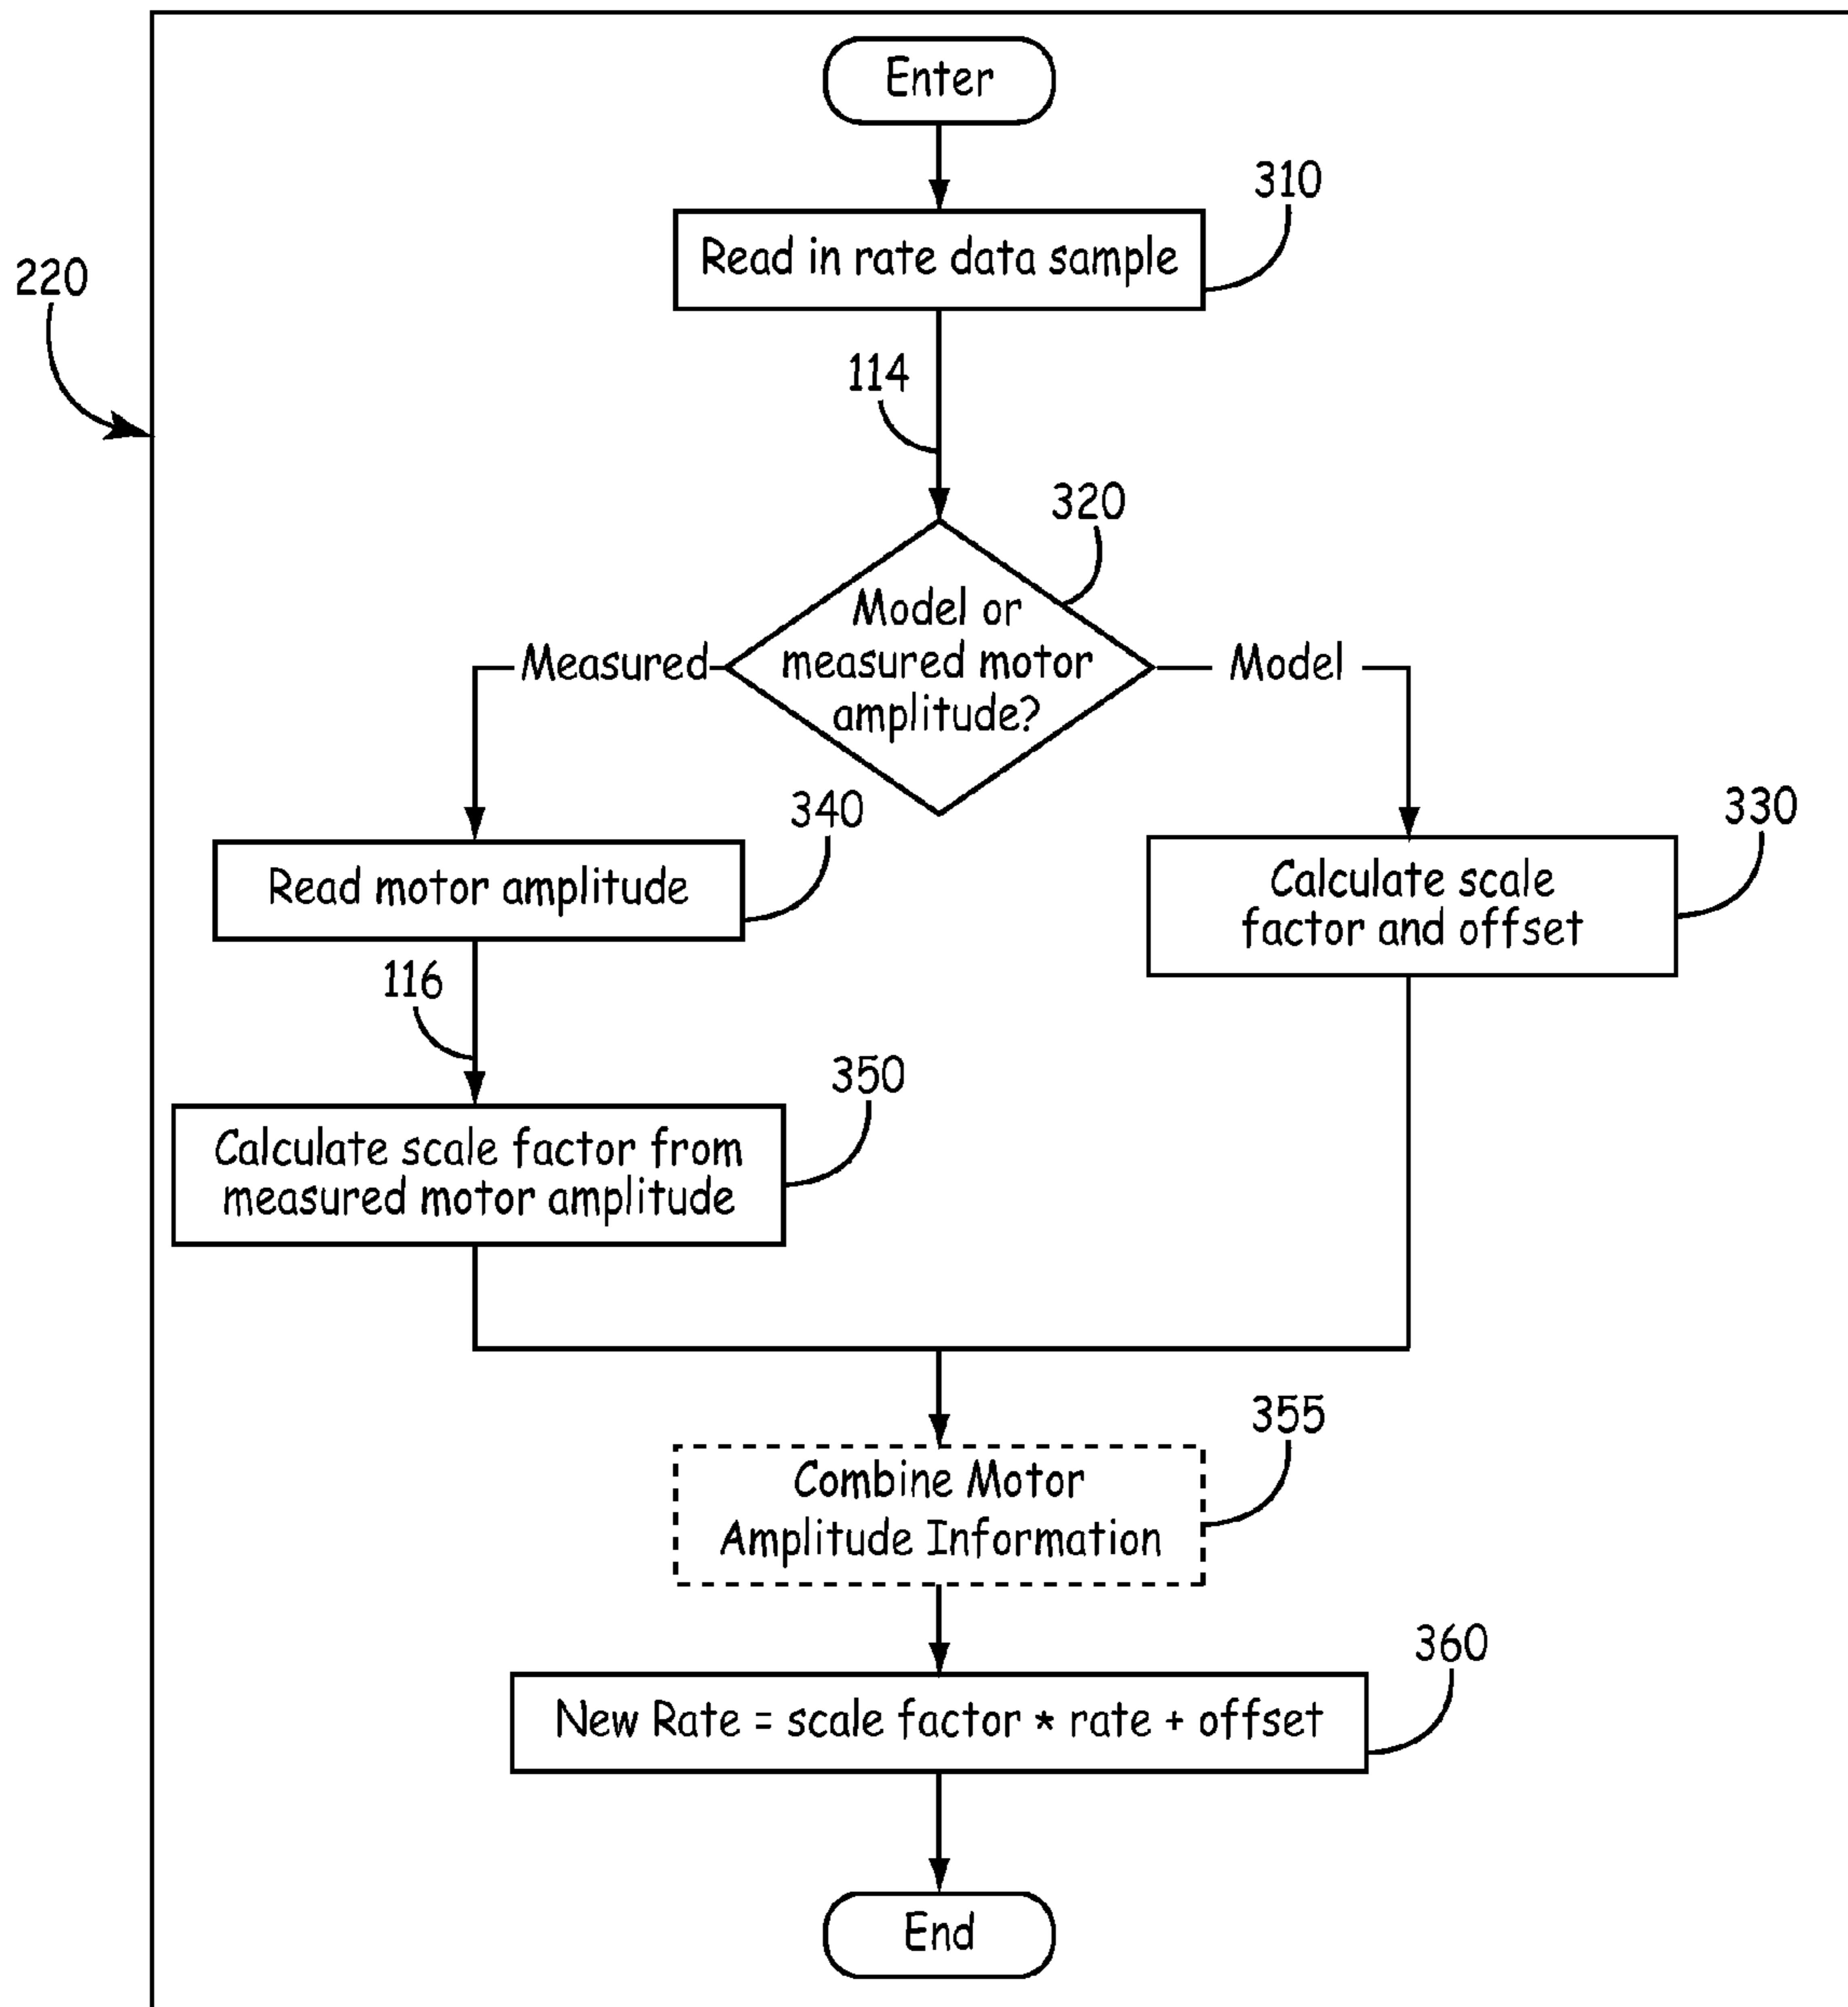 Enter
310
Read in rate data sample
220
114
320
Model or
measured motor
amplitude?
Measured
Model
340
330
Read motor amplitude
Calculate scale
factor and offset
116
350
Calculate scale factor from
measured motor amplitude
355
Combine Motor
Amplitude Information
360
New Rate = scale factor * rate + offset
End